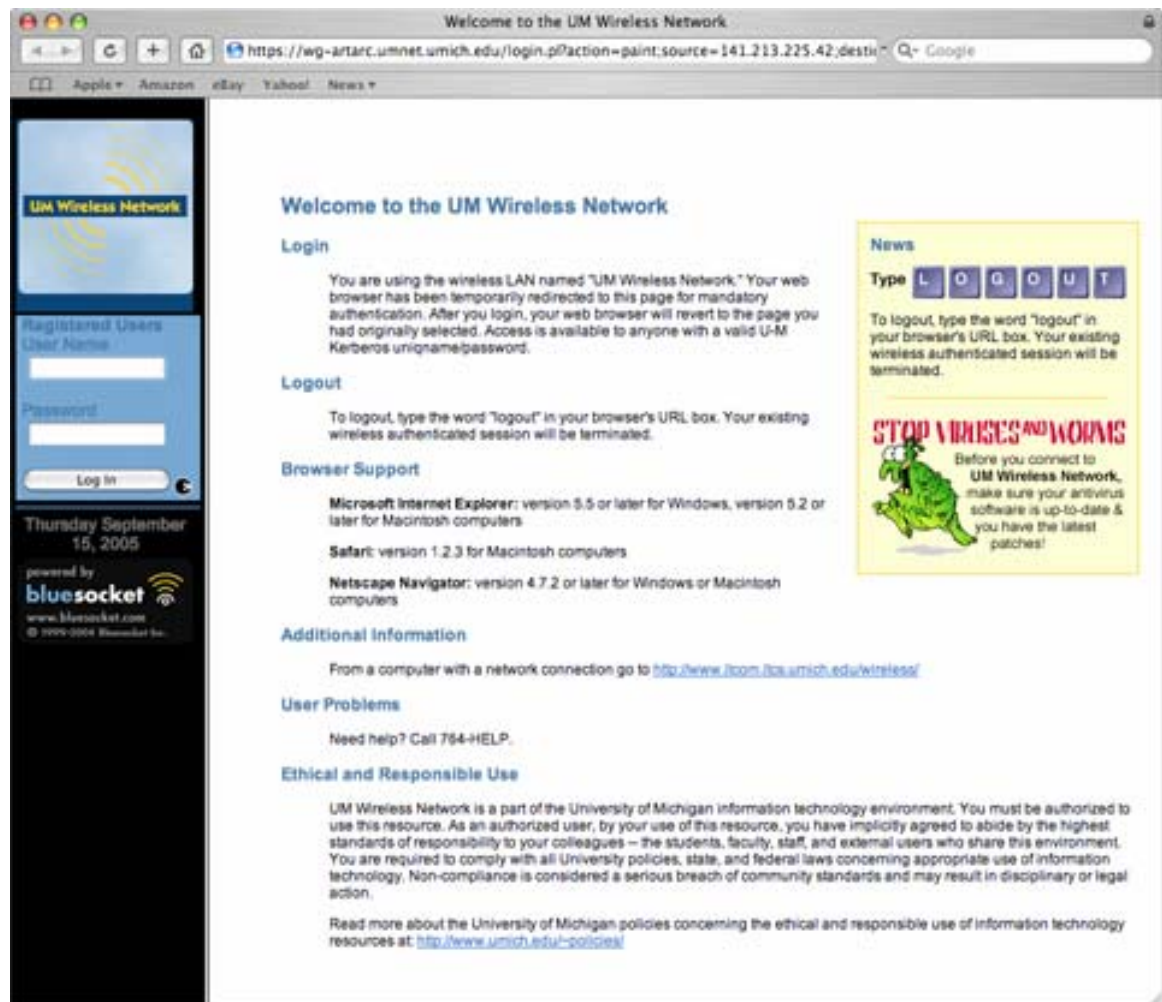 Welcome to the UM Wireless Network
https://wg-artarc.umnet.umich.edu/login.pl?action=paint;source=141.213.225.42;destin
Google
Apple Amazon eBay Yahoo! News
UM Wireless Network
Registered Users
User Name
Password
Log In
Thursday September
15, 2005
powered by
bluesocket
www.bluesocket.com
© 1999-2004 Bluesocket Inc.
Welcome to the UM Wireless Network
Login
You are using the wireless LAN named "UM Wireless Network." Your web
browser has been temporarily redirected to this page for mandatory
authentication. After you login, your web browser will revert to the page you
had originally selected. Access is available to anyone with a valid U-M
Kerberos uniqname/password.
Logout
To logout, type the word "logout" in your browser's URL box. Your existing
wireless authenticated session will be terminated.
Browser Support
Microsoft Internet Explorer: version 5.5 or later for Windows, version 5.2 or
later for Macintosh computers
Safari: version 1.2.3 for Macintosh computers
Netscape Navigator: version 4.7.2 or later for Windows or Macintosh
computers
Additional Information
From a computer with a network connection go to http://www.itcom.itcs.umich.edu/wireless/
User Problems
Need help? Call 764-HELP.
Ethical and Responsible Use
UM Wireless Network is a part of the University of Michigan information technology environment. You must be authorized to
use this resource. As an authorized user, by your use of this resource, you have implicitly agreed to abide by the highest
standards of responsibility to your colleagues -- the students, faculty, staff, and external users who share this environment.
You are required to comply with all University policies, state, and federal laws concerning appropriate use of information
technology. Non-compliance is considered a serious breach of community standards and may result in disciplinary or legal
action.
Read more about the University of Michigan policies concerning the ethical and responsible use of information technology
resources at: http://www.umich.edu/~policies/
News
Type L O G O U T
To logout, type the word "logout" in
your browser's URL box. Your existing
wireless authenticated session will be
terminated.
STOP VIRUSES AND WORMS
Before you connect to
UM Wireless Network,
make sure your antivirus
software is up-to-date &
you have the latest
patches!